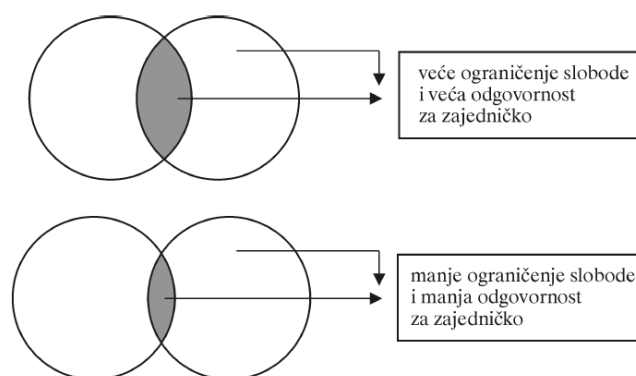 veće ograničenje slobode
i veća odgovornost
za zajedničko
manje ograničenje slobode
i manja odgovornost
za zajedničko